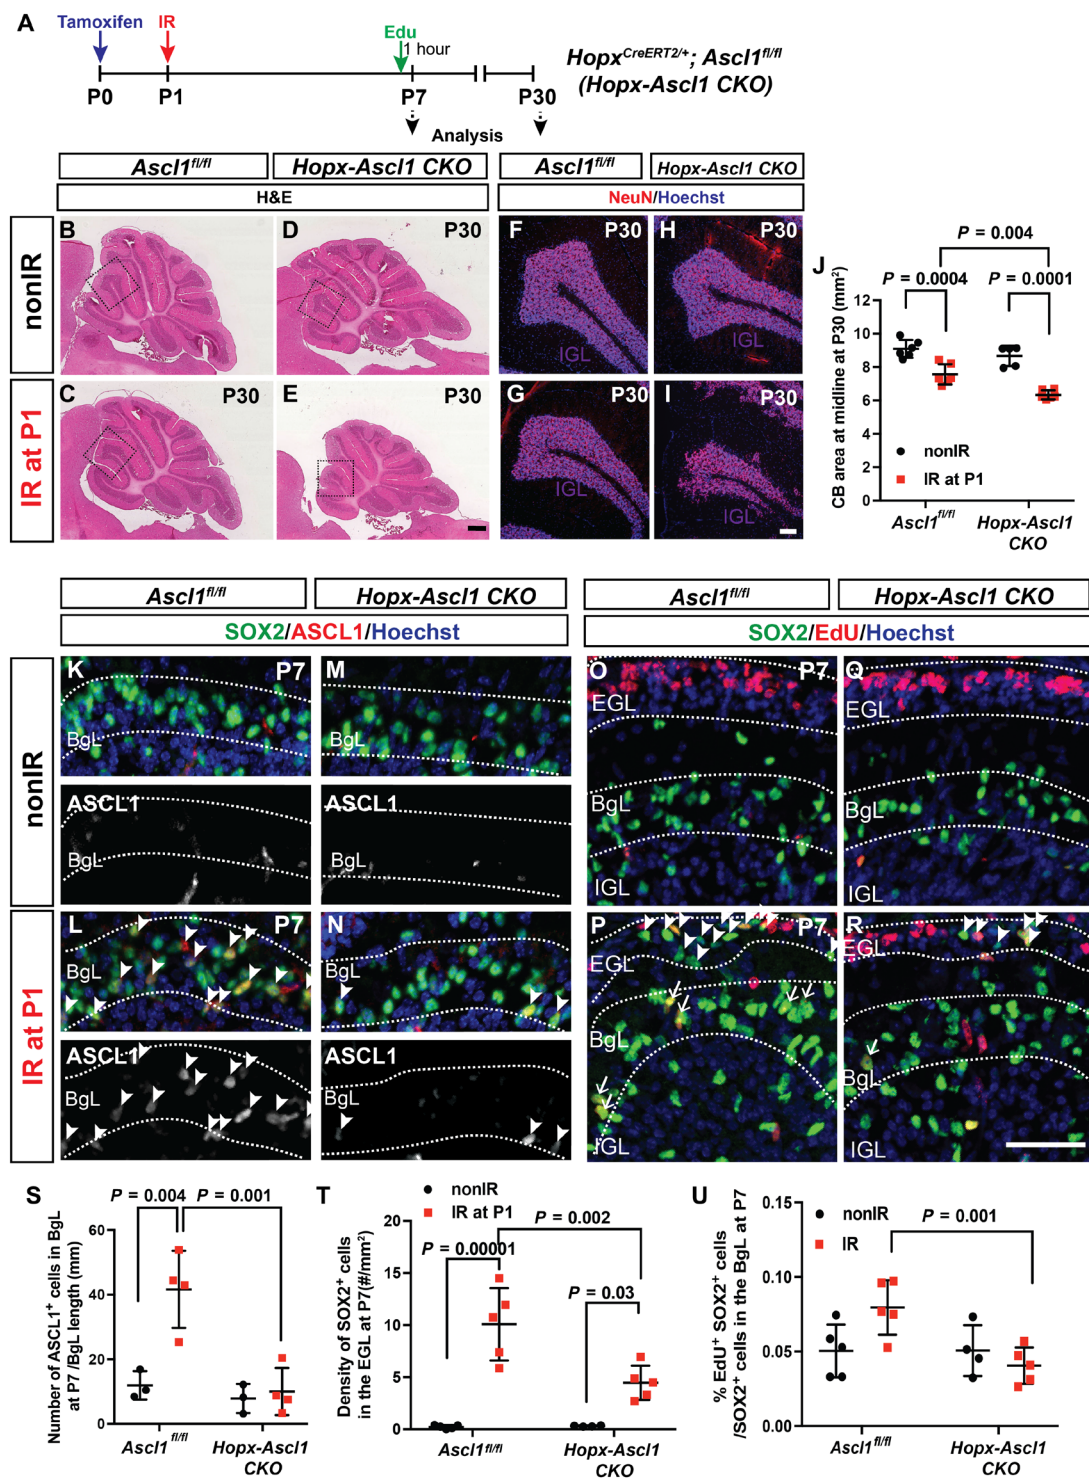 A
Tamoxifen
IR
Edu
1 hour
P0
P1
P7
P30
Analysis
Hopx^CreERT2/+; Ascl1^fl/fl
(Hopx-Ascl1 CKO)
Ascl1^fl/fl
Hopx-Ascl1 CKO
Ascl1^fl/fl
Hopx-Ascl1 CKO
H&E
NeuN/Hoechst
nonIR
B
D
P30
F
P30
H
P30
IGL
IGL
IR at P1
C
P30
E
P30
G
P30
I
P30
IGL
IGL
J
P = 0.004
P = 0.0004
P = 0.0001
CB area at midline at P30 (mm²)
12
10
8
6
4
2
0
nonIR
IR at P1
Ascl1^fl/fl
Hopx-Ascl1
CKO
Ascl1^fl/fl
Hopx-Ascl1 CKO
Ascl1^fl/fl
Hopx-Ascl1 CKO
SOX2/ASCL1/Hoechst
SOX2/EdU/Hoechst
nonIR
K
P7
BgL
M
BgL
ASCL1
BgL
ASCL1
BgL
O
P7
EGL
BgL
IGL
Q
EGL
BgL
IGL
IR at P1
L
P7
BgL
N
BgL
ASCL1
BgL
ASCL1
BgL
P
P7
EGL
BgL
IGL
R
EGL
BgL
IGL
S
P = 0.004
P = 0.001
Number of ASCL1⁺ cells in BgL
at P7 /BgL length (mm)
60
40
20
0
Ascl1^fl/fl
Hopx-Ascl1
CKO
T
nonIR
IR at P1
P = 0.002
P = 0.00001
P = 0.03
Density of SOX2⁺ cells
in the EGL at P7(#/mm²)
20
15
10
5
0
Ascl1^fl/fl
Hopx-Ascl1
CKO
U
nonIR
IR
P = 0.001
% EdU⁺ SOX2⁺ cells
/SOX2⁺ cells in the BgL at P7
0.15
0.10
0.05
0.00
Ascl1^fl/fl
Hopx-Ascl1
CKO